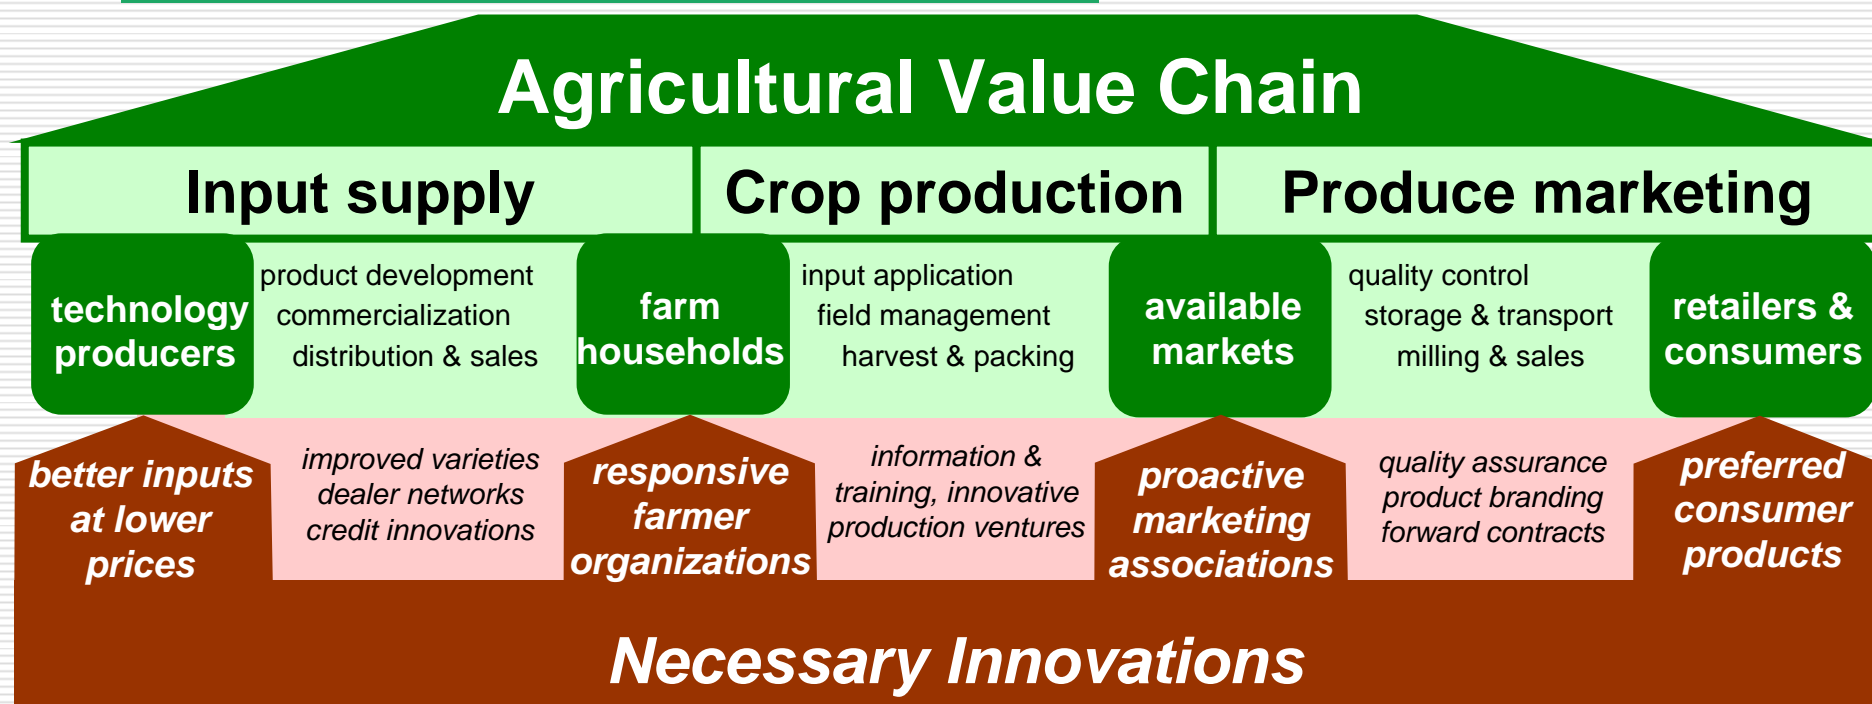 Agricultural Value Chain
Input supply
Crop production
Produce marketing
technology
producers
product development
commercialization
distribution & sales
farm
households
input application
field management
harvest & packing
available
markets
quality control
storage & transport
milling & sales
retailers &
consumers
better inputs
at lower
prices
improved varieties
dealer networks
credit innovations
responsive
farmer
organizations
information &
training, innovative
production ventures
proactive
marketing
associations
quality assurance
product branding
forward contracts
preferred
consumer
products
Necessary Innovations